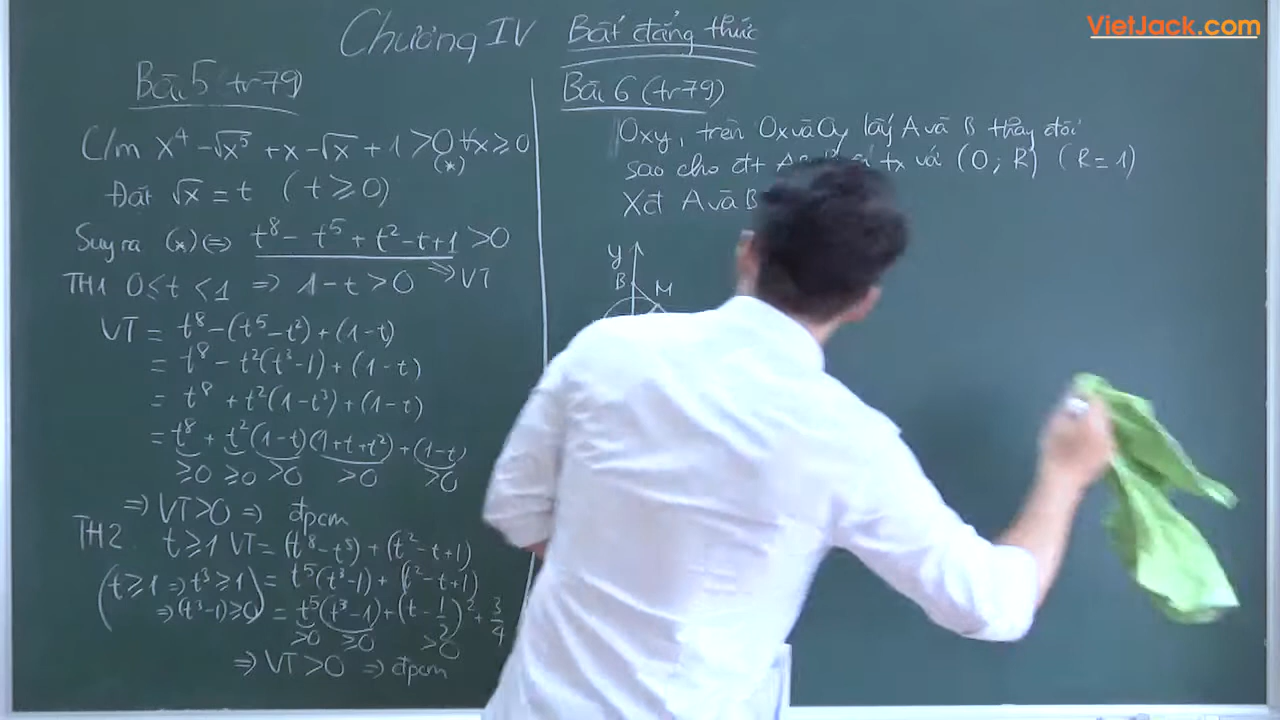 VietJack.com
Chương IV Bất đẳng thức
Bài 5 tr79
C/m x⁴ - √x⁵ + x - √x + 1 > 0 ∀x ≥ 0
(*)
Đặt √x = t ( t ≥ 0)
Suy ra (*) ⇔ t⁸ - t⁵ + t² - t + 1 > 0
⇒ VT
TH1 0 ≤ t < 1 ⇒ 1 - t > 0
VT = t⁸ - (t⁵ - t²) + (1 - t)
= t⁸ - t²(t³ - 1) + (1 - t)
= t⁸ + t²(1 - t³) + (1 - t)
= t⁸ + t²(1 - t)(1 + t + t²) + (1 - t)
≥0 ≥0 >0 >0 >0
⇒ VT > 0 ⇒ đpcm
TH2 t ≥ 1 VT = (t⁸ - t⁵) + (t² - t + 1)
(t ≥ 1 ⇒ t³ ≥ 1 = t⁵(t³ - 1) + (t² - t + 1)
⇒ (t³ - 1) ≥ 0) = t⁵(t³ - 1) + (t - 1/2)² + 3/4
>0 ≥0 >0
⇒ VT > 0 ⇒ đpcm
Bài 6 (tr79)
Oxy, trên Ox và Oy lấy A và B thay đổi
sao cho đt tx với (O; R) (R = 1)
Xđ A và B
y
B M